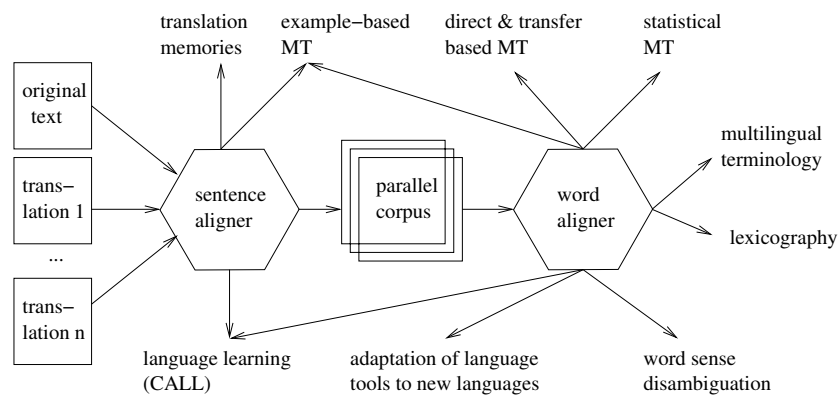 translation
memories
example−based
MT
direct & transfer
based MT
statistical
MT
original
text
trans−
lation 1
...
trans−
lation n
sentence
aligner
parallel
corpus
word
aligner
multilingual
terminology
lexicography
language learning
(CALL)
adaptation of language
tools to new languages
word sense
disambiguation